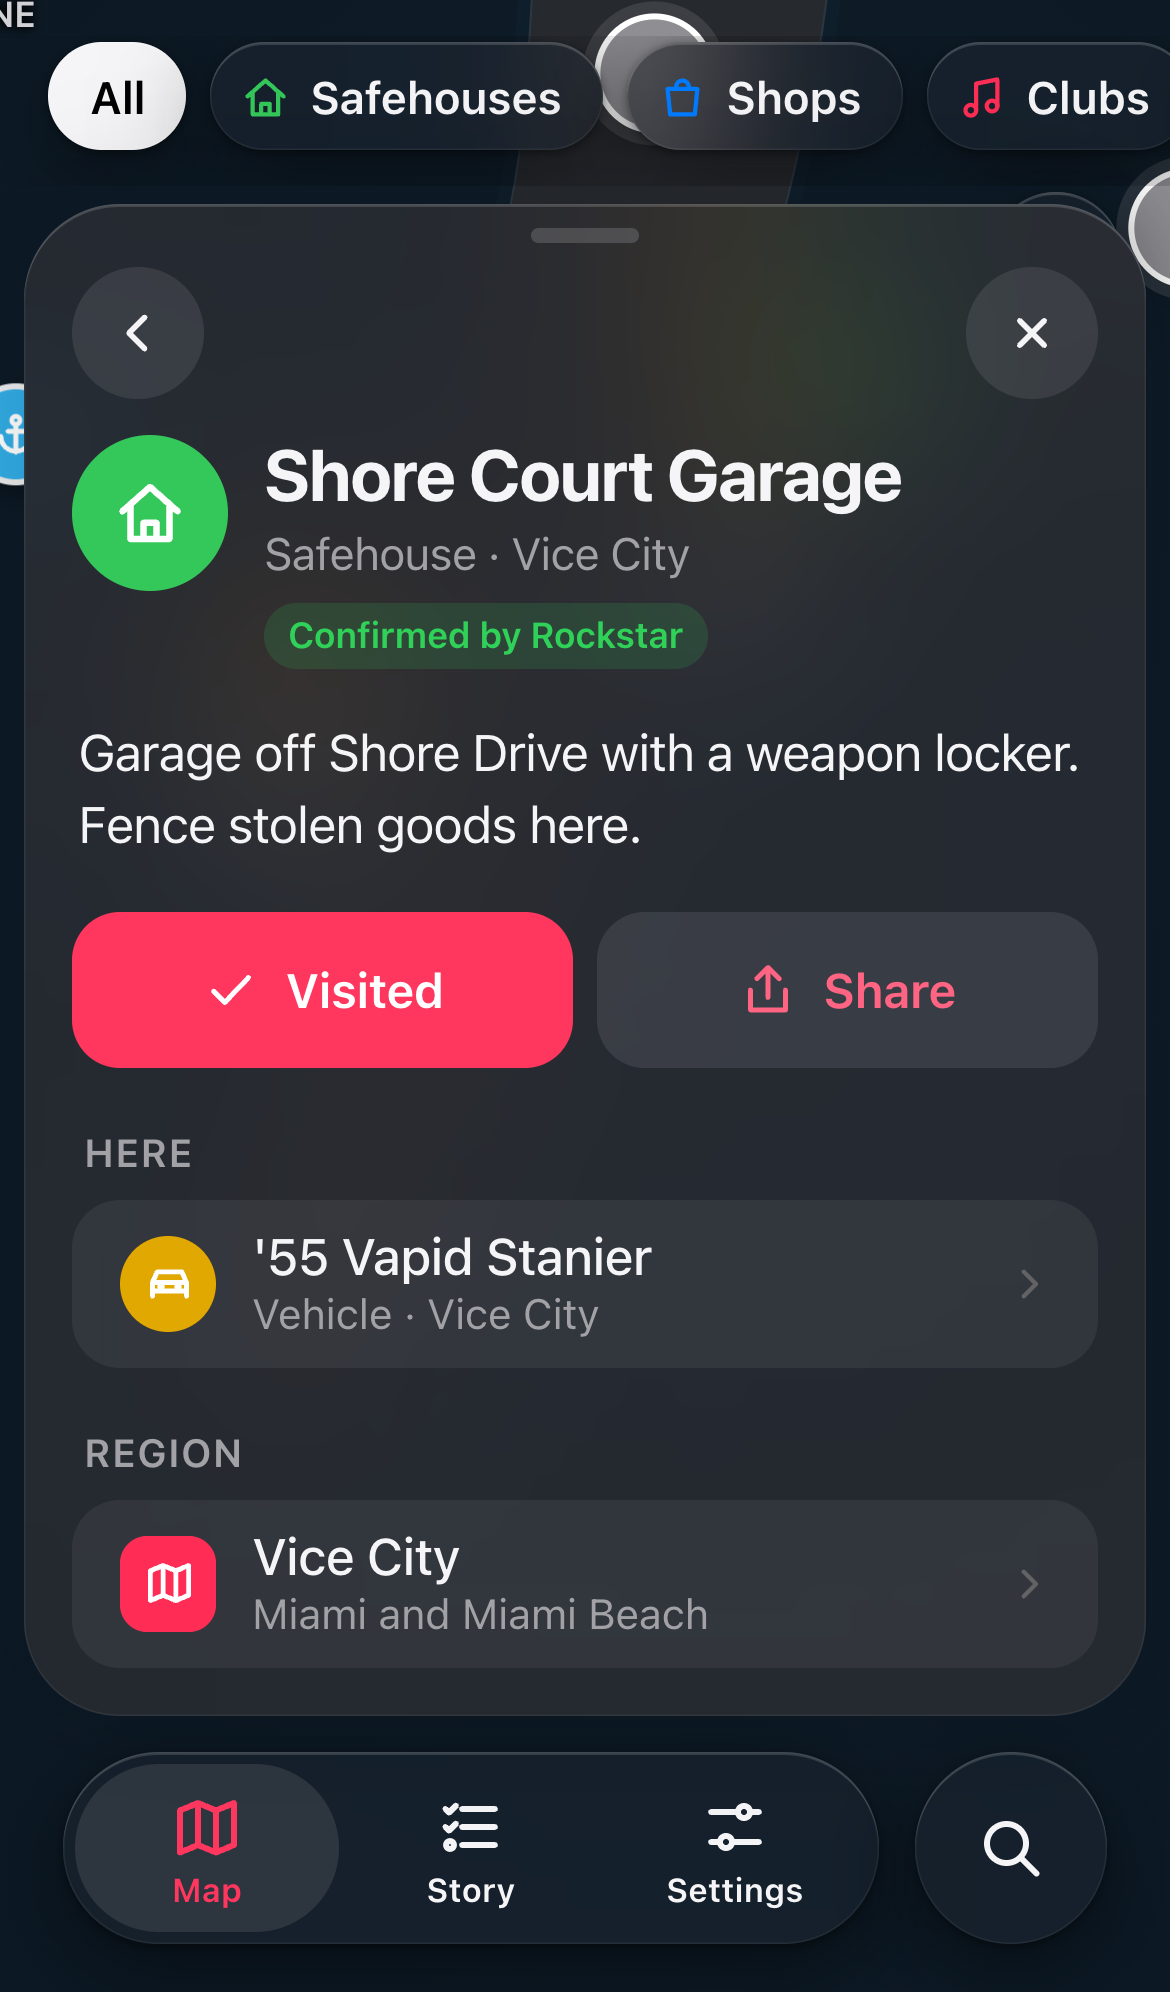 NE
All
Safehouses
Shops
Clubs
Shore Court Garage
Safehouse · Vice City
Confirmed by Rockstar
Garage off Shore Drive with a weapon locker.
Fence stolen goods here.
Visited
Share
HERE
'55 Vapid Stanier
Vehicle · Vice City
REGION
Vice City
Miami and Miami Beach
Map
Story
Settings